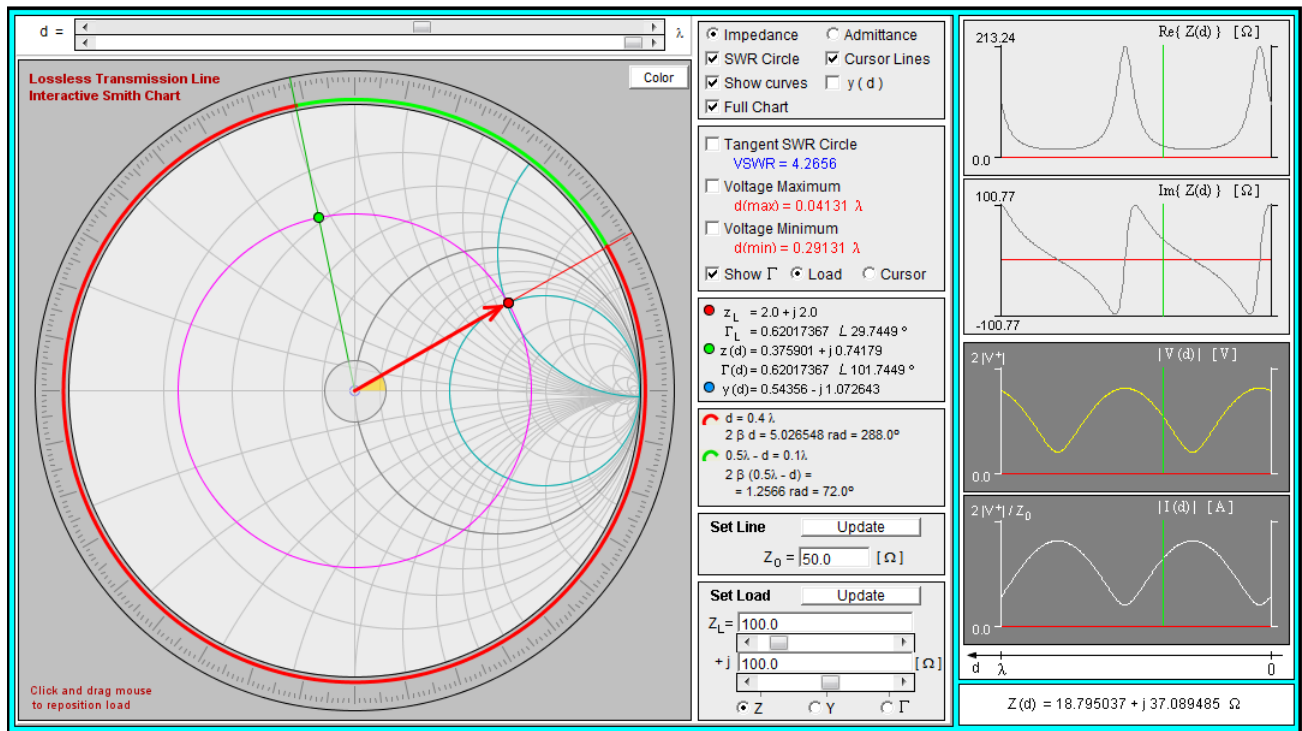 d =
λ
Lossless Transmission Line
Interactive Smith Chart
Color
Click and drag mouse
to reposition load
Impedance Admittance
SWR Circle Cursor Lines
Show curves y ( d )
Full Chart
Tangent SWR Circle
VSWR = 4.2656
Voltage Maximum
d(max) = 0.04131 λ
Voltage Minimum
d(min) = 0.29131 λ
Show Γ Load Cursor
z L = 2.0 + j 2.0
Γ L = 0.62017367 ∠ 29.7449 º
z (d) = 0.375901 + j 0.74179
Γ (d) = 0.62017367 ∠ 101.7449 º
y (d) = 0.54356 - j 1.072643
d = 0.4 λ
2 β d = 5.026548 rad = 288.0º
0.5λ - d = 0.1λ
2 β (0.5λ - d) =
= 1.2566 rad = 72.0º
Set Line Update
Z 0 = 50.0 [ Ω ]
Set Load Update
Z L = 100.0
+ j 100.0 [ Ω ]
Z Y Γ
213.24 Re{ Z(d) } [ Ω ]
0.0
100.77 Im{ Z(d) } [ Ω ]
-100.77
2 |V⁺| |V (d)| [ V ]
0.0
2 |V⁺| / Z 0 | I (d) | [ A ]
0.0
d λ 0
Z (d) = 18.795037 + j 37.089485 Ω